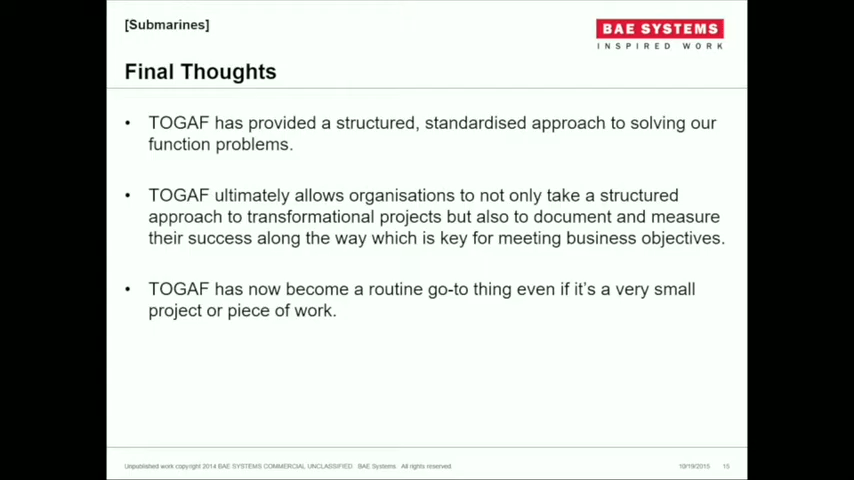 [Submarines]
BAE SYSTEMS
INSPIRED WORK
Final Thoughts
• TOGAF has provided a structured, standardised approach to solving our
function problems.
• TOGAF ultimately allows organisations to not only take a structured
approach to transformational projects but also to document and measure
their success along the way which is key for meeting business objectives.
• TOGAF has now become a routine go-to thing even if it's a very small
project or piece of work.
Unpublished work copyright 2014 BAE SYSTEMS COMMERCIAL UNCLASSIFIED. BAE Systems. All rights reserved.
10/19/2015 15